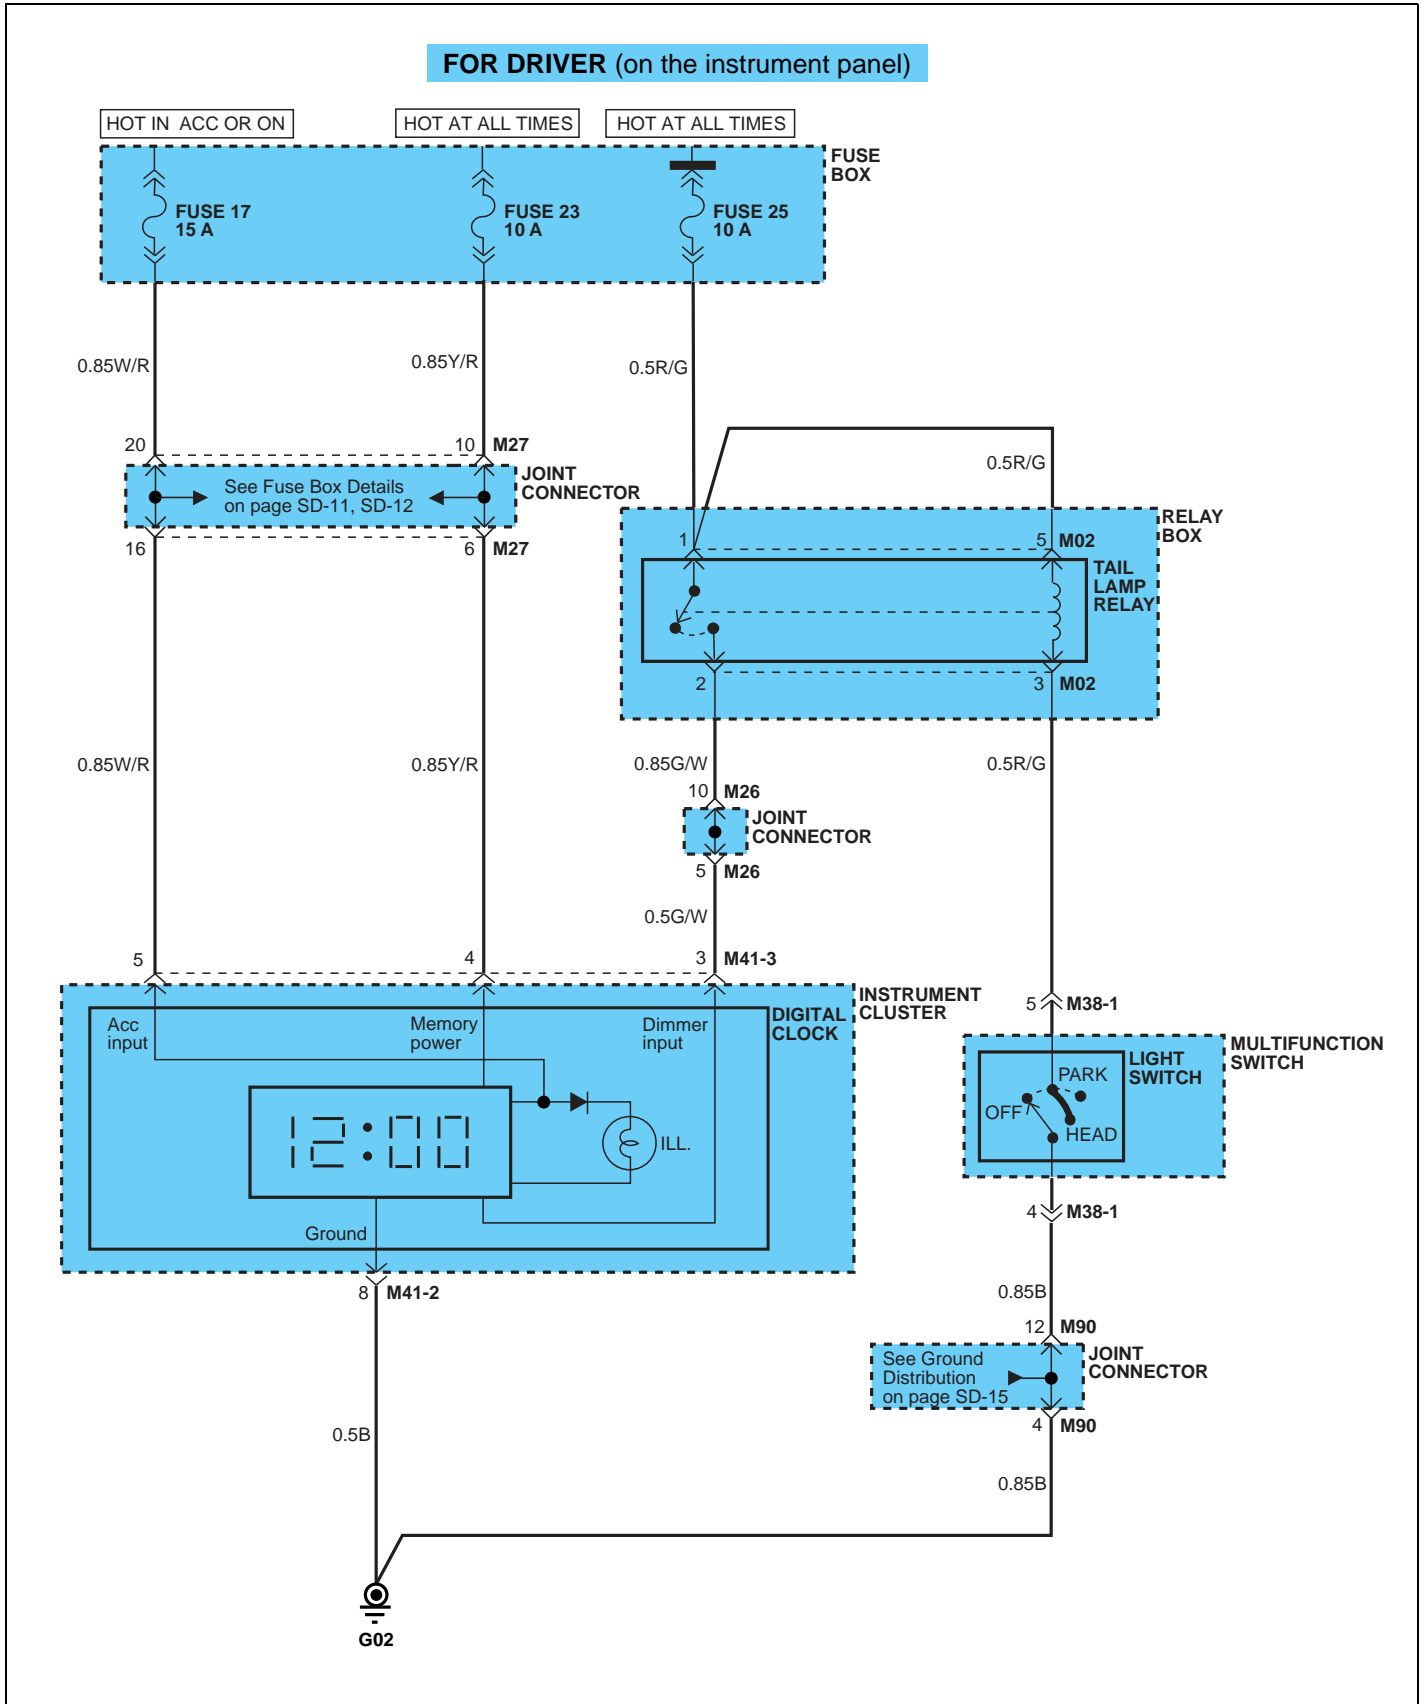 FOR DRIVER (on the instrument panel)
HOT IN ACC OR ON
HOT AT ALL TIMES
HOT AT ALL TIMES
FUSE
BOX
FUSE 17
15 A
FUSE 23
10 A
FUSE 25
10 A
0.85W/R
0.85Y/R
0.5R/G
20
10 M27
JOINT
CONNECTOR
See Fuse Box Details
on page SD-11, SD-12
16
6 M27
0.5R/G
RELAY
BOX
1
5 M02
TAIL
LAMP
RELAY
2
3 M02
0.85W/R
0.85Y/R
0.85G/W
0.5R/G
10 M26
JOINT
CONNECTOR
5 M26
0.5G/W
5
4
3 M41-3
INSTRUMENT
CLUSTER
DIGITAL
CLOCK
Acc
input
Memory
power
Dimmer
input
12:00
ILL.
Ground
8 M41-2
5 M38-1
MULTIFUNCTION
SWITCH
LIGHT
SWITCH
PARK
OFF
HEAD
4 M38-1
0.85B
12 M90
JOINT
CONNECTOR
See Ground
Distribution
on page SD-15
4 M90
0.5B
0.85B
G02